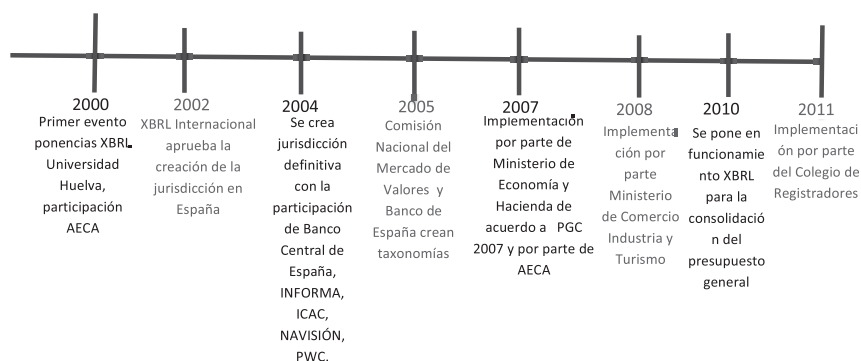 2000
Primer evento
ponencias XBRL
Universidad
Huelva,
participación
AECA
2002
XBRL Internacional
aprueba la
creación de la
jurisdicción en
España
2004
Se crea
jurisdicción
definitiva
con la
participación
de Banco
Central de
España,
INFORMA,
ICAC,
NAVISIÓN,
PWC,
2005
Comisión
Nacional del
Mercado de
Valores y
Banco de
España crean
taxonomías
2007
Implementación
por parte de
Ministerio de
Economía y
Hacienda de
acuerdo a PGC
2007 y por parte de
AECA
2008
Implementa
ción por
parte
Ministerio
de Comercio
Industria y
Turismo
2010
Se pone en
funcionamie
nto XBRL
para la
consolidació
n del
presupuesto
general
2011
Implementaci
ón por parte
del Colegio de
Registradores